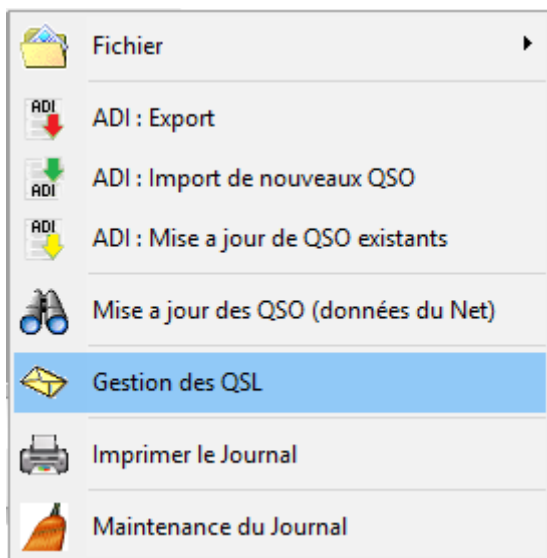 Fichier
ADI
ADI : Export
ADI
ADI : Import de nouveaux QSO
ADI
ADI : Mise a jour de QSO existants
Mise a jour des QSO (données du Net)
Gestion des QSL
Imprimer le Journal
Maintenance du Journal